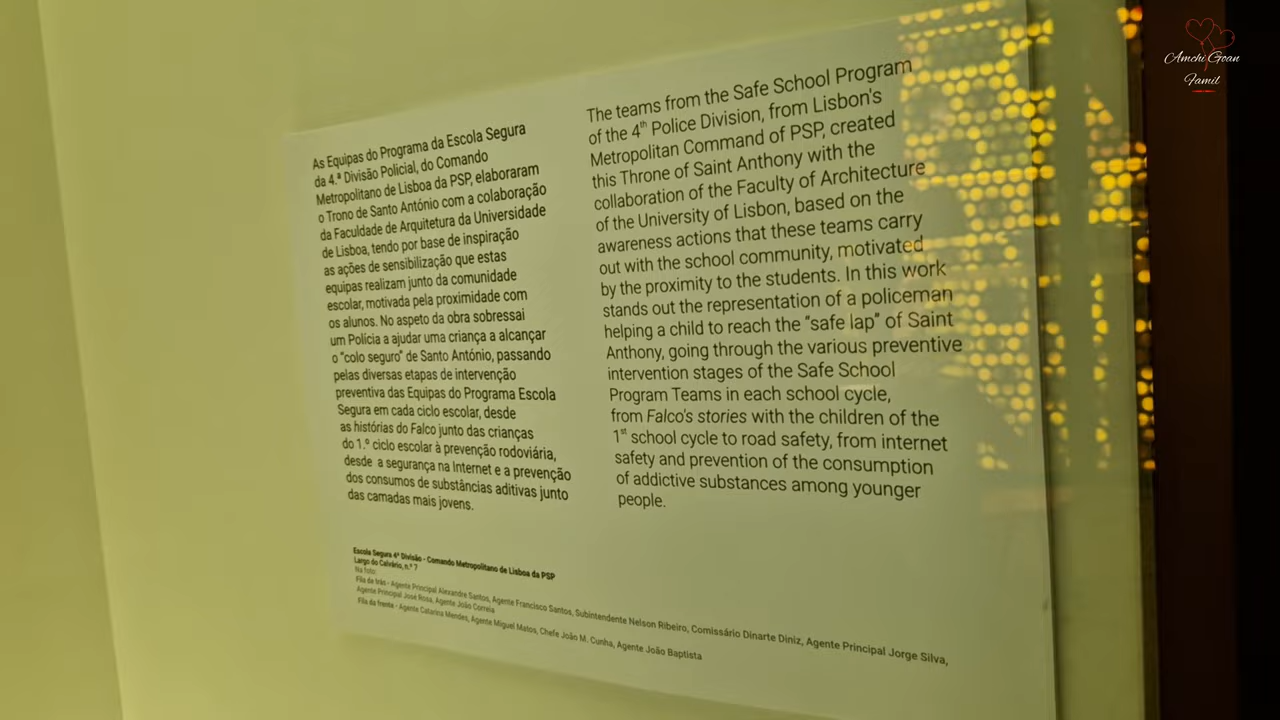 As Equipas do Programa da Escola Segura
da 4.ª Divisão Policial, do Comando
Metropolitano de Lisboa da PSP, elaboraram
o Trono de Santo António com a colaboração
da Faculdade de Arquitetura da Universidade
de Lisboa, tendo por base de inspiração
as ações de sensibilização que estas
equipas realizam junto da comunidade
escolar, motivada pela proximidade com
os alunos. No aspeto da obra sobressai
um Polícia a ajudar uma criança a alcançar
o "colo seguro" de Santo António, passando
pelas diversas etapas de intervenção
preventiva das Equipas do Programa Escola
Segura em cada ciclo escolar, desde
as histórias do Falco junto das crianças
do 1.º ciclo escolar à prevenção rodoviária,
desde a segurança na Internet e a prevenção
dos consumos de substâncias aditivas junto
das camadas mais jovens.
The teams from the Safe School Program
of the 4th Police Division, from Lisbon's
Metropolitan Command of PSP, created
this Throne of Saint Anthony with the
collaboration of the Faculty of Architecture
of the University of Lisbon, based on the
awareness actions that these teams carry
out with the school community, motivated
by the proximity to the students. In this work
stands out the representation of a policeman
helping a child to reach the "safe lap" of Saint
Anthony, going through the various preventive
intervention stages of the Safe School
Program Teams in each school cycle,
from Falco's stories with the children of the
1st school cycle to road safety, from internet
safety and prevention of the consumption
of addictive substances among younger
people.
Escola Segura 4ª Divisão - Comando Metropolitano de Lisboa da PSP
Largo do Calvário, n.º 7
Na foto:
Fila de trás - Agente Principal Alexandre Santos, Agente Francisco Santos, Subintendente Nelson Ribeiro, Comissário Dinarte Diniz, Agente Principal Jorge Silva,
Agente Principal José Rosa, Agente João Correia
Fila da frente - Agente Catarina Mendes, Agente Miguel Matos, Chefe João M. Cunha, Agente João Baptista
Amchi Goan
Famil